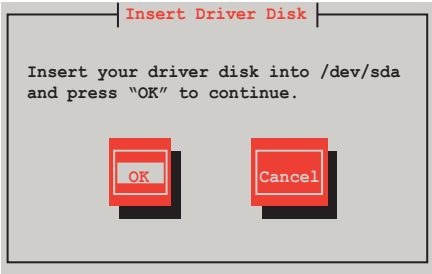 Insert Driver Disk
Insert your driver disk into /dev/sda
and press “OK” to continue.
OK
Cancel